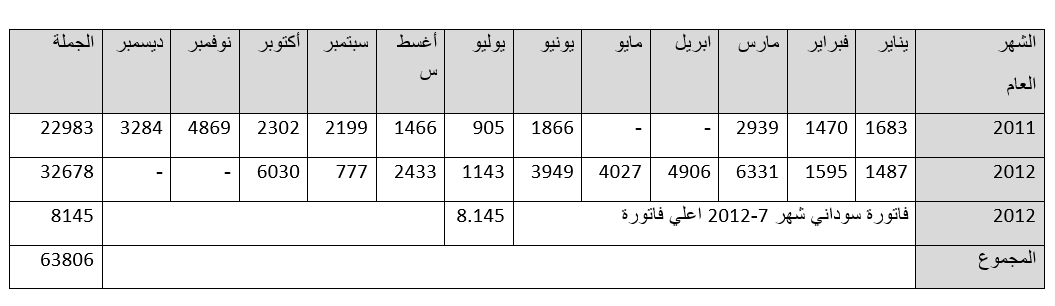 الشهر يناير فبراير مارس ابريل مايو يونيو يوليو أغسط سبتمبر أكتوبر نوفمبر ديسمبر الجملة
العام س
2011 1683 1470 2939 - - 1866 905 1466 2199 2302 4869 3284 22983
2012 1487 1595 6331 4906 4027 3949 1143 2433 777 6030 - - 32678
2012 فاتورة سوداني شهر 7-2012 اعلي فاتورة 8.145 8145
المجموع 63806